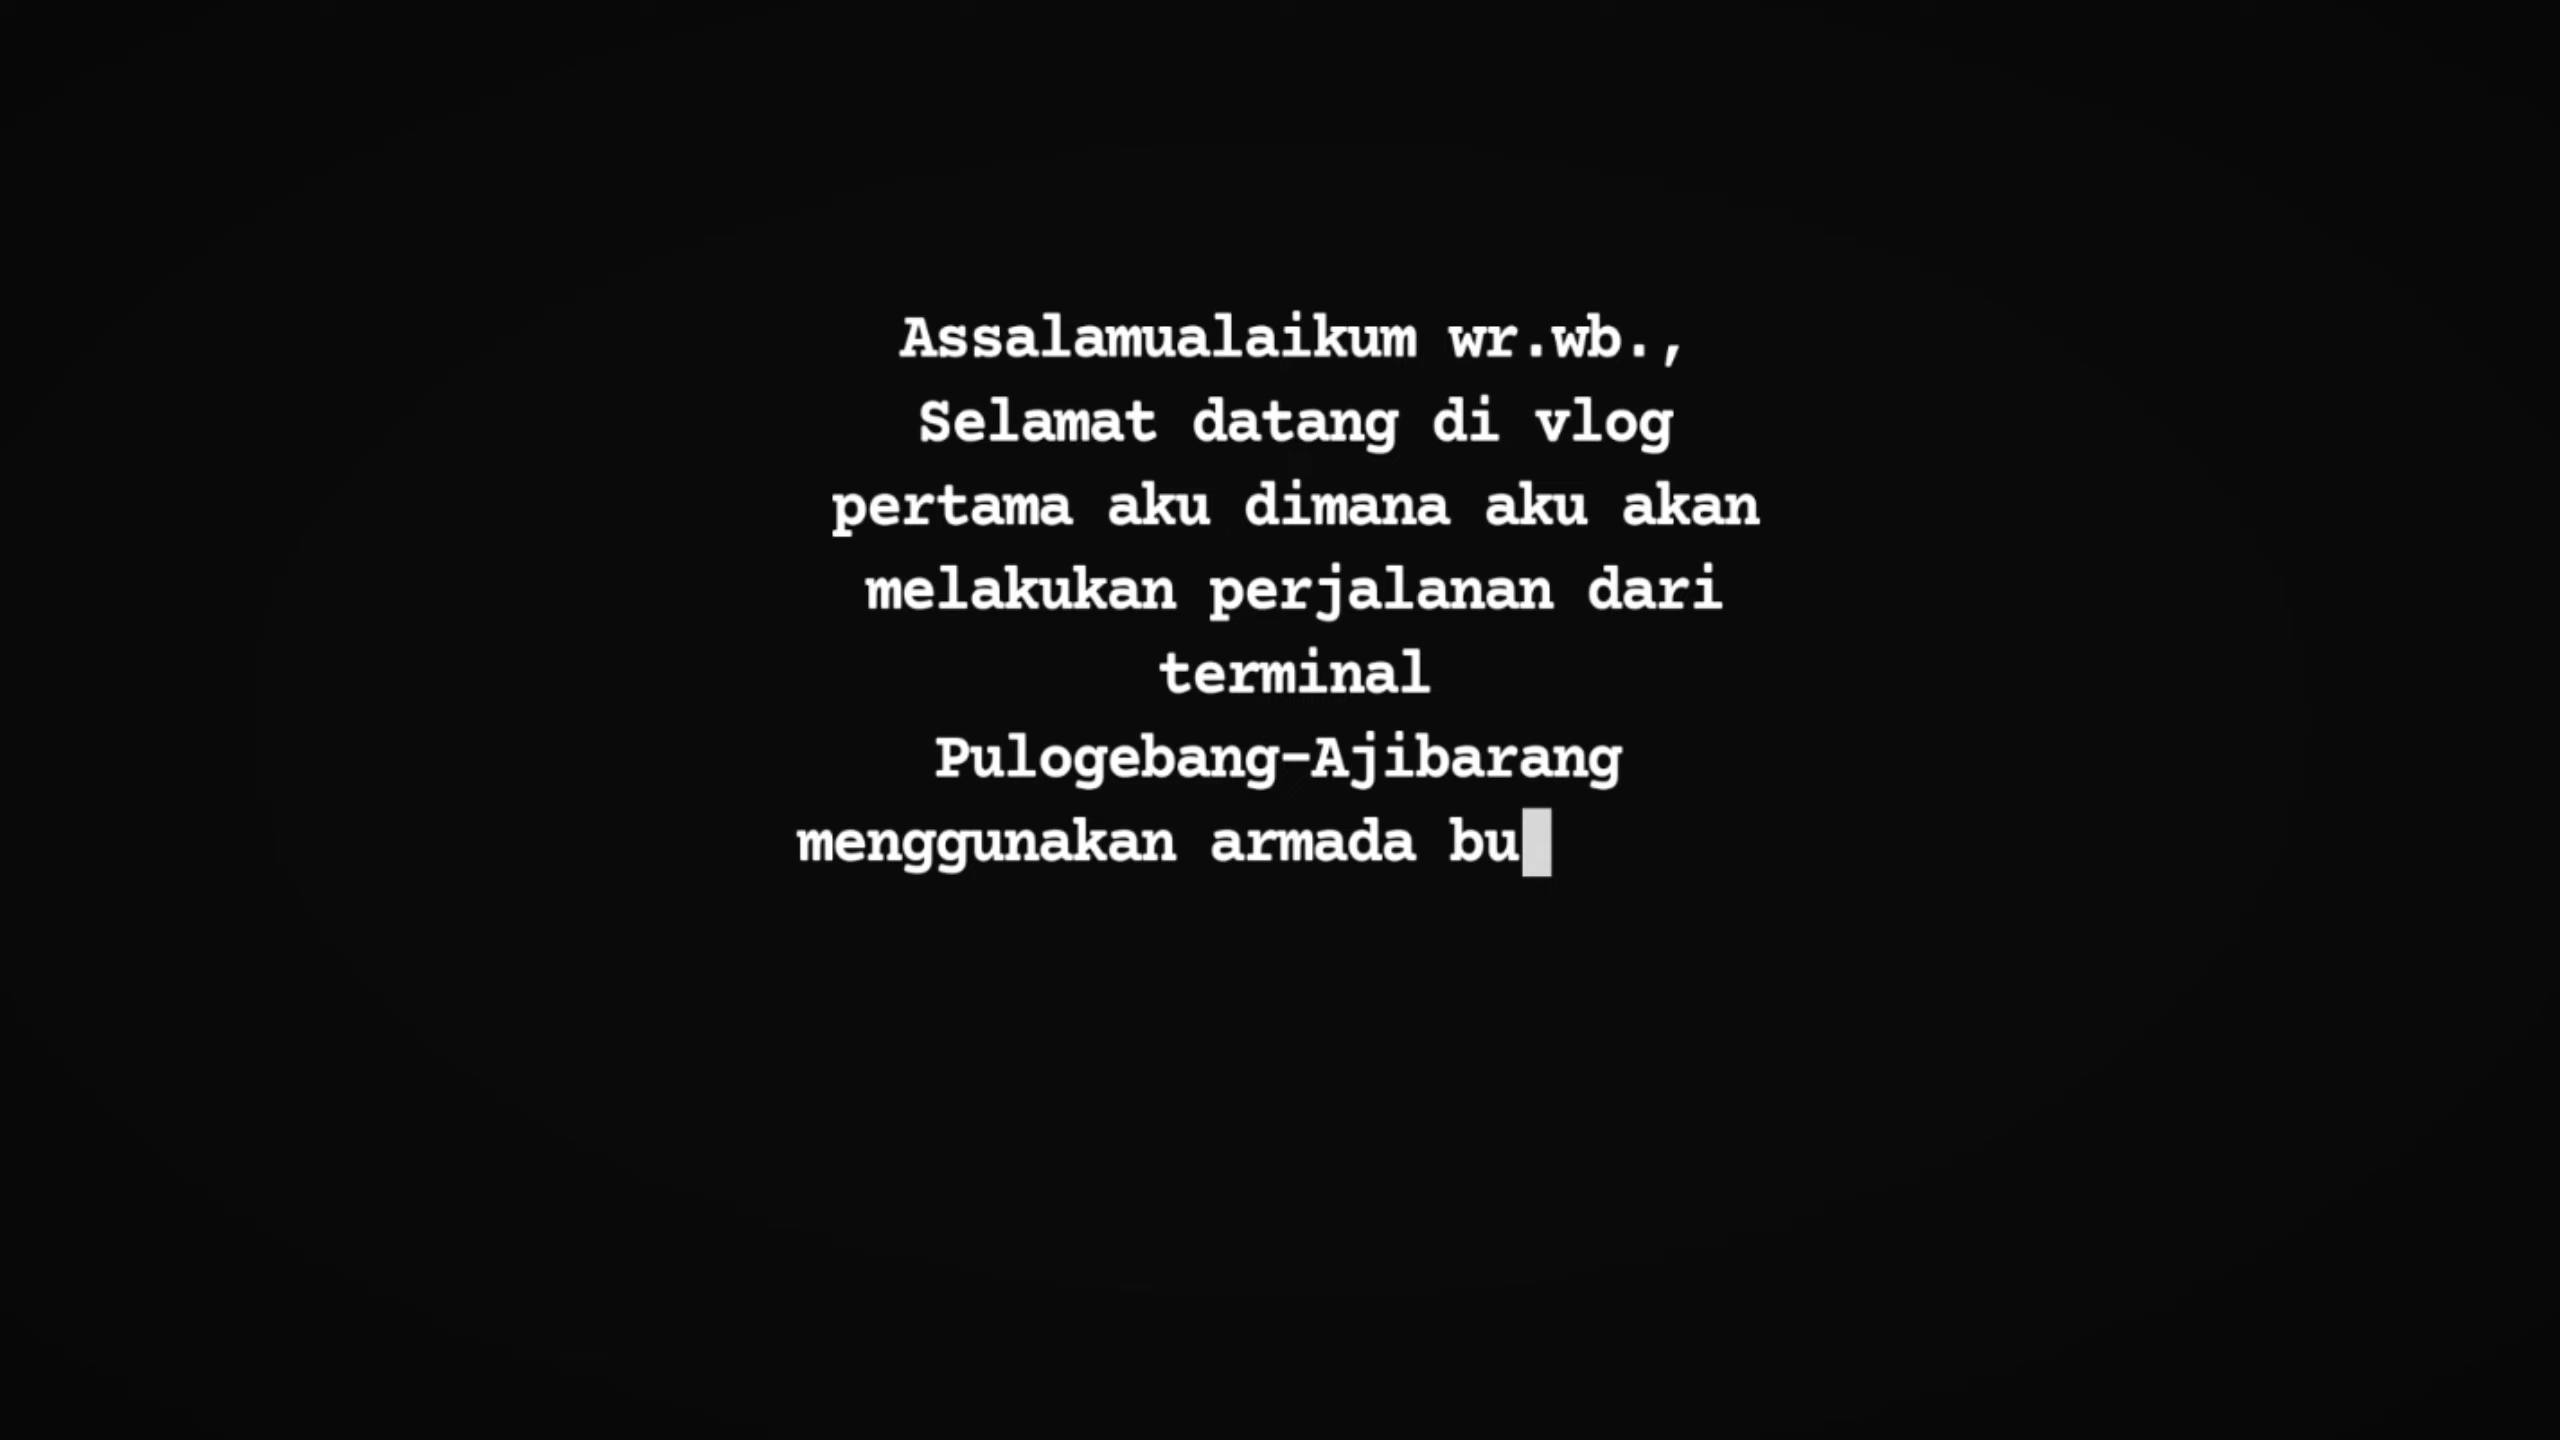 Assalamualaikum wr.wb.,
Selamat datang di vlog
pertama aku dimana aku akan
melakukan perjalanan dari
terminal
Pulogebang-Ajibarang
menggunakan armada bu